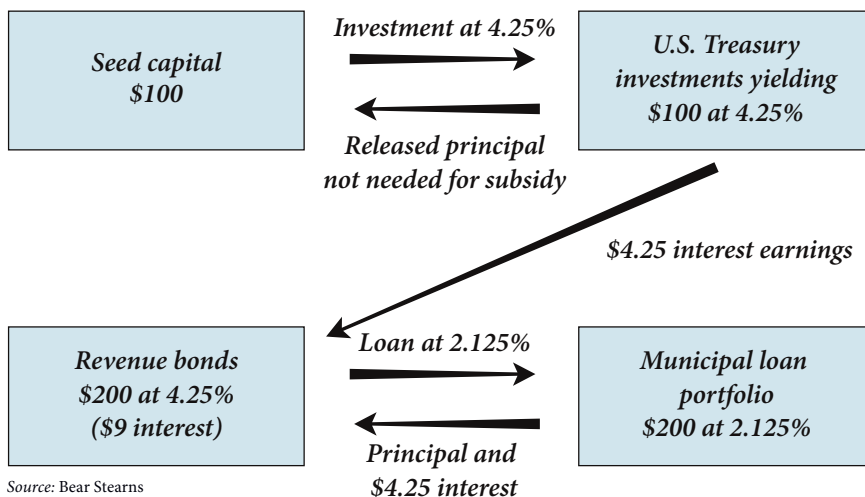 Seed capital
$100
Investment at 4.25%
Released principal
not needed for subsidy
U.S. Treasury
investments yielding
$100 at 4.25%
$4.25 interest earnings
Revenue bonds
$200 at 4.25%
($9 interest)
Loan at 2.125%
Principal and
$4.25 interest
Municipal loan
portfolio
$200 at 2.125%
Source: Bear Stearns